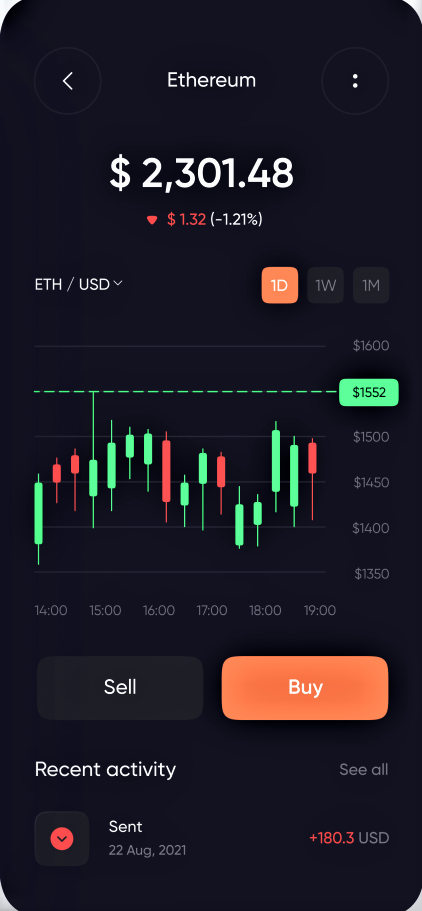 Ethereum
$ 2,301.48
$ 1.32 (-1.21%)
ETH / USD
1D 1W 1M
$1600
$1552
$1500
$1450
$1400
$1350
14:00 15:00 16:00 17:00 18:00 19:00
Sell Buy
Recent activity See all
Sent
22 Aug, 2021
+180.3 USD